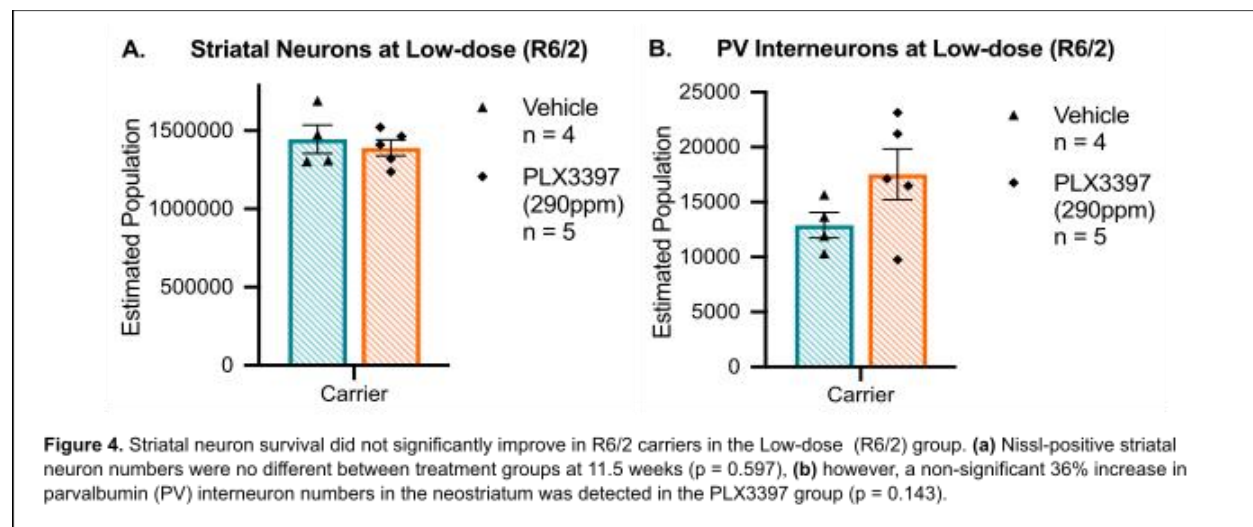 A. Striatal Neurons at Low-dose (R6/2)
Estimated Population
1500000
1000000
500000
0
Carrier
Vehicle
n = 4
PLX3397
(290ppm)
n = 5
B. PV Interneurons at Low-dose (R6/2)
Estimated Population
25000
20000
15000
10000
5000
0
Carrier
Vehicle
n = 4
PLX3397
(290ppm)
n = 5
Figure 4. Striatal neuron survival did not significantly improve in R6/2 carriers in the Low-dose (R6/2) group. (a) Nissl-positive striatal
neuron numbers were no different between treatment groups at 11.5 weeks (p = 0.597), (b) however, a non-significant 36% increase in
parvalbumin (PV) interneuron numbers in the neostriatum was detected in the PLX3397 group (p = 0.143).